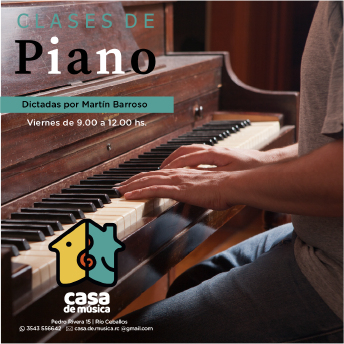 CLASES DE
Piano
Dictadas por Martín Barroso
Viernes de 9.00 a 12.00 hs.
casa
de música
Pedro Rivera 15 | Río Ceballos
3543 556642 casa.de.musica.rc @gmail.com